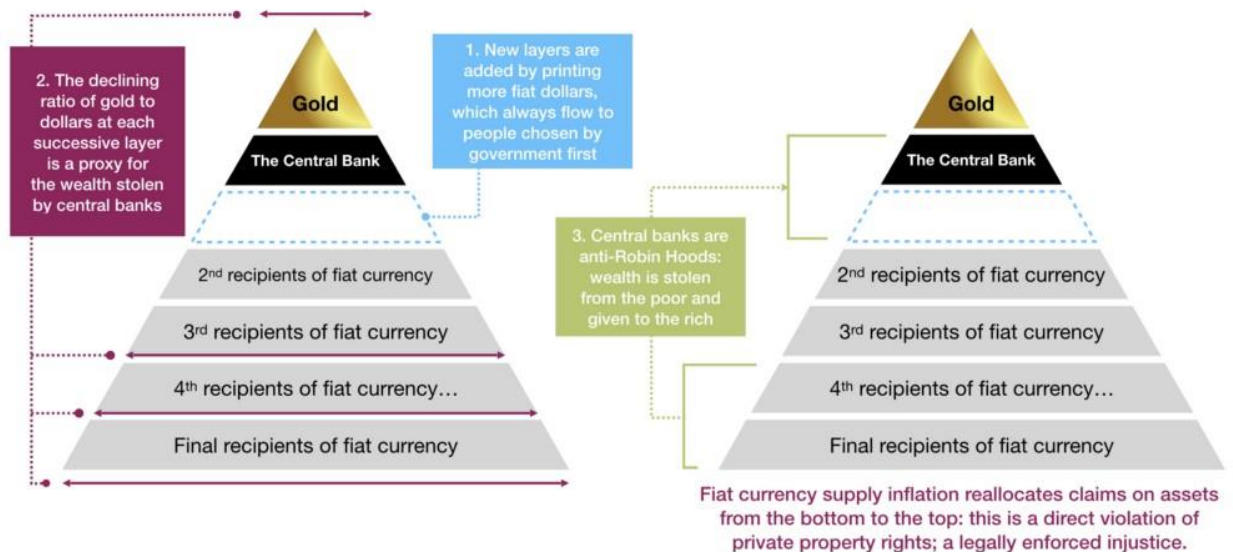 2. The declining
ratio of gold to
dollars at each
successive layer
is a proxy for
the wealth stolen
by central banks
Gold
The Central Bank
1. New layers are
added by printing
more fiat dollars,
which always flow to
people chosen by
government first
2nd recipients of fiat currency
3rd recipients of fiat currency
4th recipients of fiat currency…
Final recipients of fiat currency
3. Central banks are
anti-Robin Hoods:
wealth is stolen
from the poor and
given to the rich
Gold
The Central Bank
2nd recipients of fiat currency
3rd recipients of fiat currency
4th recipients of fiat currency…
Final recipients of fiat currency
Fiat currency supply inflation reallocates claims on assets
from the bottom to the top: this is a direct violation of
private property rights; a legally enforced injustice.